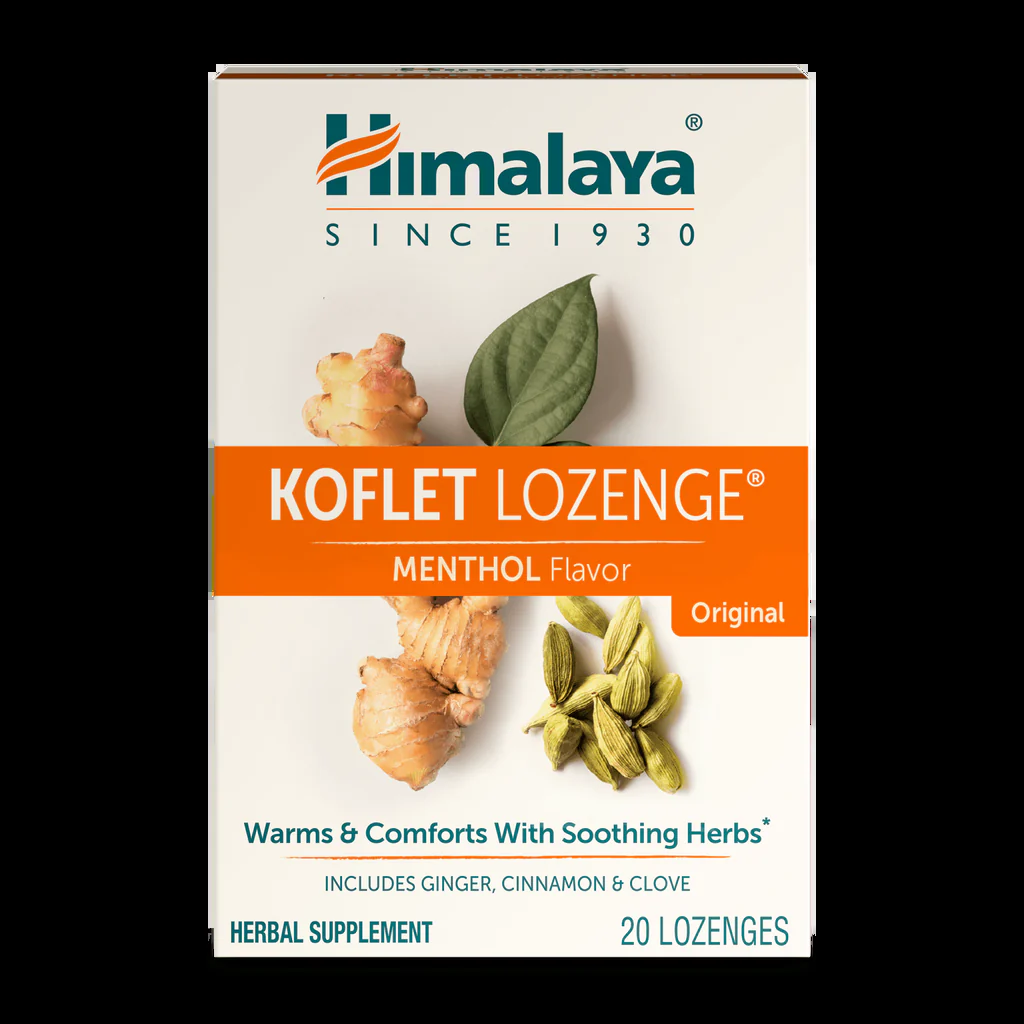 Himalaya®
SINCE 1930
KOFLET LOZENGE®
MENTHOL Flavor
Original
Warms & Comforts With Soothing Herbs*
INCLUDES GINGER, CINNAMON & CLOVE
HERBAL SUPPLEMENT
20 LOZENGES